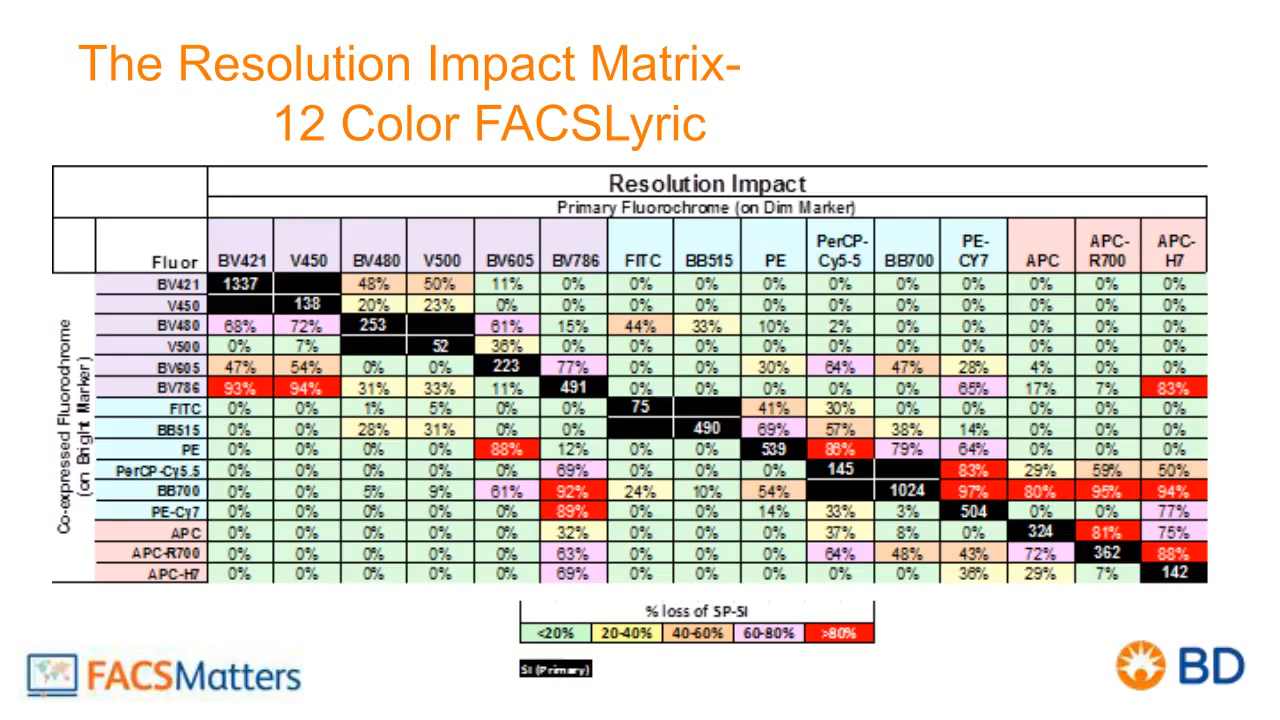 The Resolution Impact Matrix-
12 Color FACSLyric
Resolution Impact
Primary Fluorochrome (on Dim Marker)
Fluor BV421 V450 BV480 V500 BV605 BV786 FITC BB515 PE PerCP-Cy5-5 BB700 PE-CY7 APC APC-R700 APC-H7
Co-expressed Fluorochrome
(on Bright Marker)
BV421 1337 48% 50% 11% 0% 0% 0% 0% 0% 0% 0% 0% 0% 0%
V450 138 20% 23% 0% 0% 0% 0% 0% 0% 0% 0% 0% 0% 0%
BV480 68% 72% 253 61% 15% 44% 33% 10% 2% 0% 0% 0% 0% 0%
V500 0% 7% 52 36% 0% 0% 0% 0% 0% 0% 0% 0% 0% 0%
BV605 47% 54% 0% 0% 223 77% 0% 0% 30% 64% 47% 28% 4% 0% 0%
BV786 93% 94% 31% 33% 11% 491 0% 0% 0% 0% 0% 65% 17% 7% 83%
FITC 0% 0% 1% 5% 0% 0% 75 41% 30% 0% 0% 0% 0% 0%
BB515 0% 0% 28% 31% 0% 0% 490 69% 57% 38% 14% 0% 0% 0%
PE 0% 0% 0% 0% 88% 12% 0% 0% 539 86% 79% 64% 0% 0% 0%
PerCP-Cy5.5 0% 0% 0% 0% 0% 69% 0% 0% 0% 145 83% 29% 59% 50%
BB700 0% 0% 5% 9% 61% 92% 24% 10% 54% 1024 97% 80% 95% 94%
PE-Cy7 0% 0% 0% 0% 0% 89% 0% 0% 14% 33% 3% 504 0% 0% 77%
APC 0% 0% 0% 0% 0% 32% 0% 0% 0% 37% 8% 0% 324 81% 75%
APC-R700 0% 0% 0% 0% 0% 63% 0% 0% 0% 64% 48% 43% 72% 362 88%
APC-H7 0% 0% 0% 0% 0% 69% 0% 0% 0% 0% 0% 36% 29% 7% 142
% loss of SP-SI
<20% 20-40% 40-60% 60-80% >80%
SI (Primary)
FACSMatters
BD